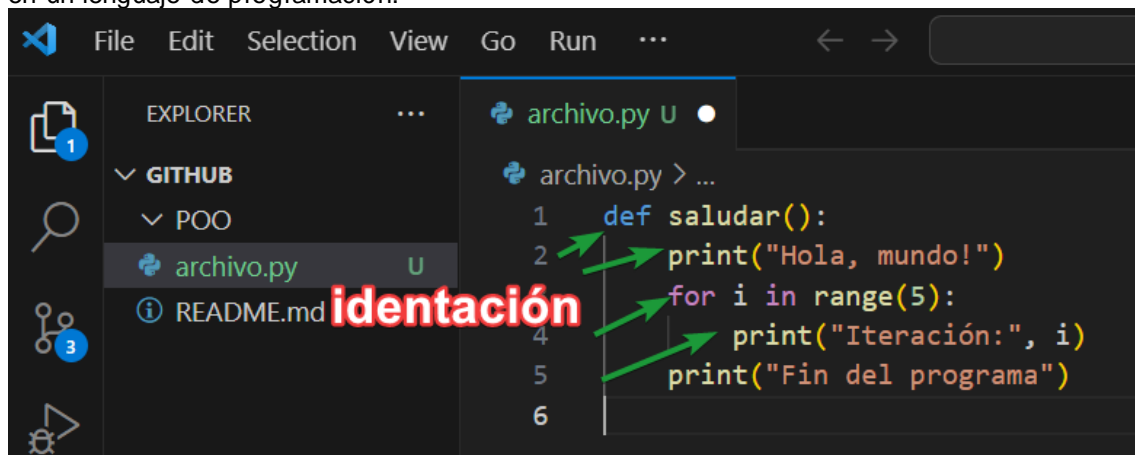 en un lenguaje de programación.
File Edit Selection View Go Run ...
EXPLORER ...
archivo.py U
1
GITHUB
archivo.py > ...
POO
1 def saludar():
archivo.py U
2 print("Hola, mundo!")
README.md
for i in range(5):
identación
3
4 print("Iteración:", i)
5 print("Fin del programa")
6